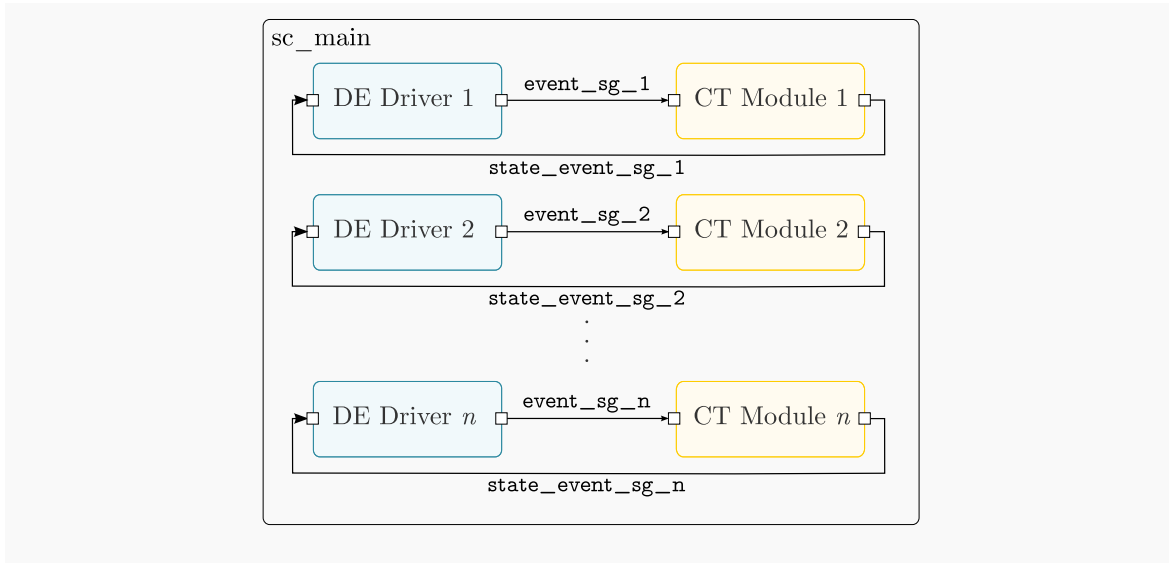 sc_main
DE Driver 1
event_sg_1
CT Module 1
state_event_sg_1
DE Driver 2
event_sg_2
CT Module 2
state_event_sg_2
.
.
.
DE Driver n
event_sg_n
CT Module n
state_event_sg_n